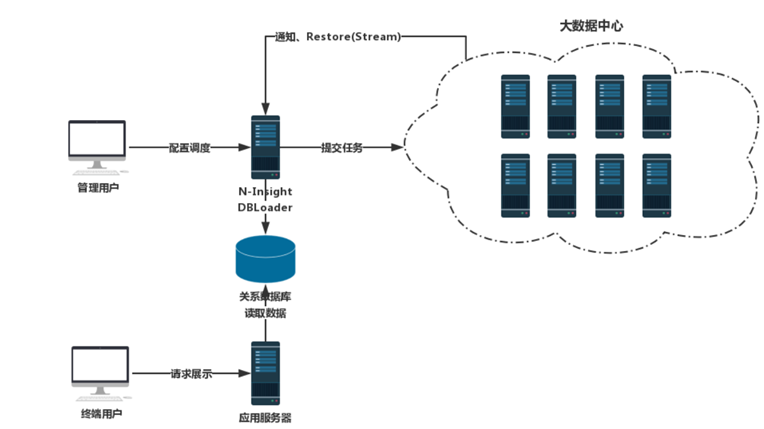 大数据中心
通知、Restore(Stream)
配置调度
提交任务
管理用户
N-Insight
DBLoader
关系数据库
读取数据
请求展示
终端用户
应用服务器